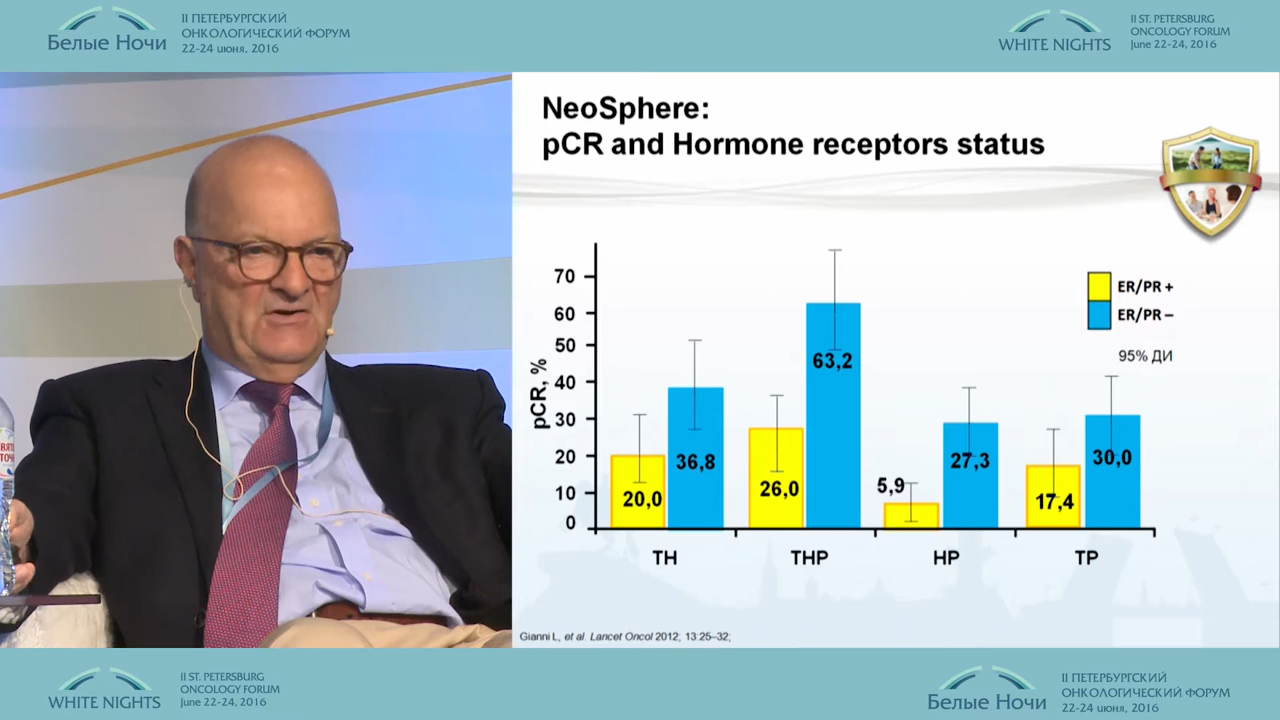 II ПЕТЕРБУРГСКИЙ
ОНКОЛОГИЧЕСКИЙ ФОРУМ
Белые Ночи
22-24 июня, 2016
II ST. PETERSBURG
ONCOLOGY FORUM
WHITE NIGHTS
June 22-24, 2016
NeoSphere:
pCR and Hormone receptors status
pCR, %
70
60
50
40
30
20
10
0
20,0
36,8
26,0
63,2
5,9
27,3
17,4
30,0
TH
THP
HP
TP
ER/PR +
ER/PR –
95% ДИ
Gianni L, et al. Lancet Oncol 2012; 13:25–32;
II ST. PETERSBURG
ONCOLOGY FORUM
WHITE NIGHTS
June 22-24, 2016
II ПЕТЕРБУРГСКИЙ
ОНКОЛОГИЧЕСКИЙ ФОРУМ
Белые Ночи
22-24 июня, 2016